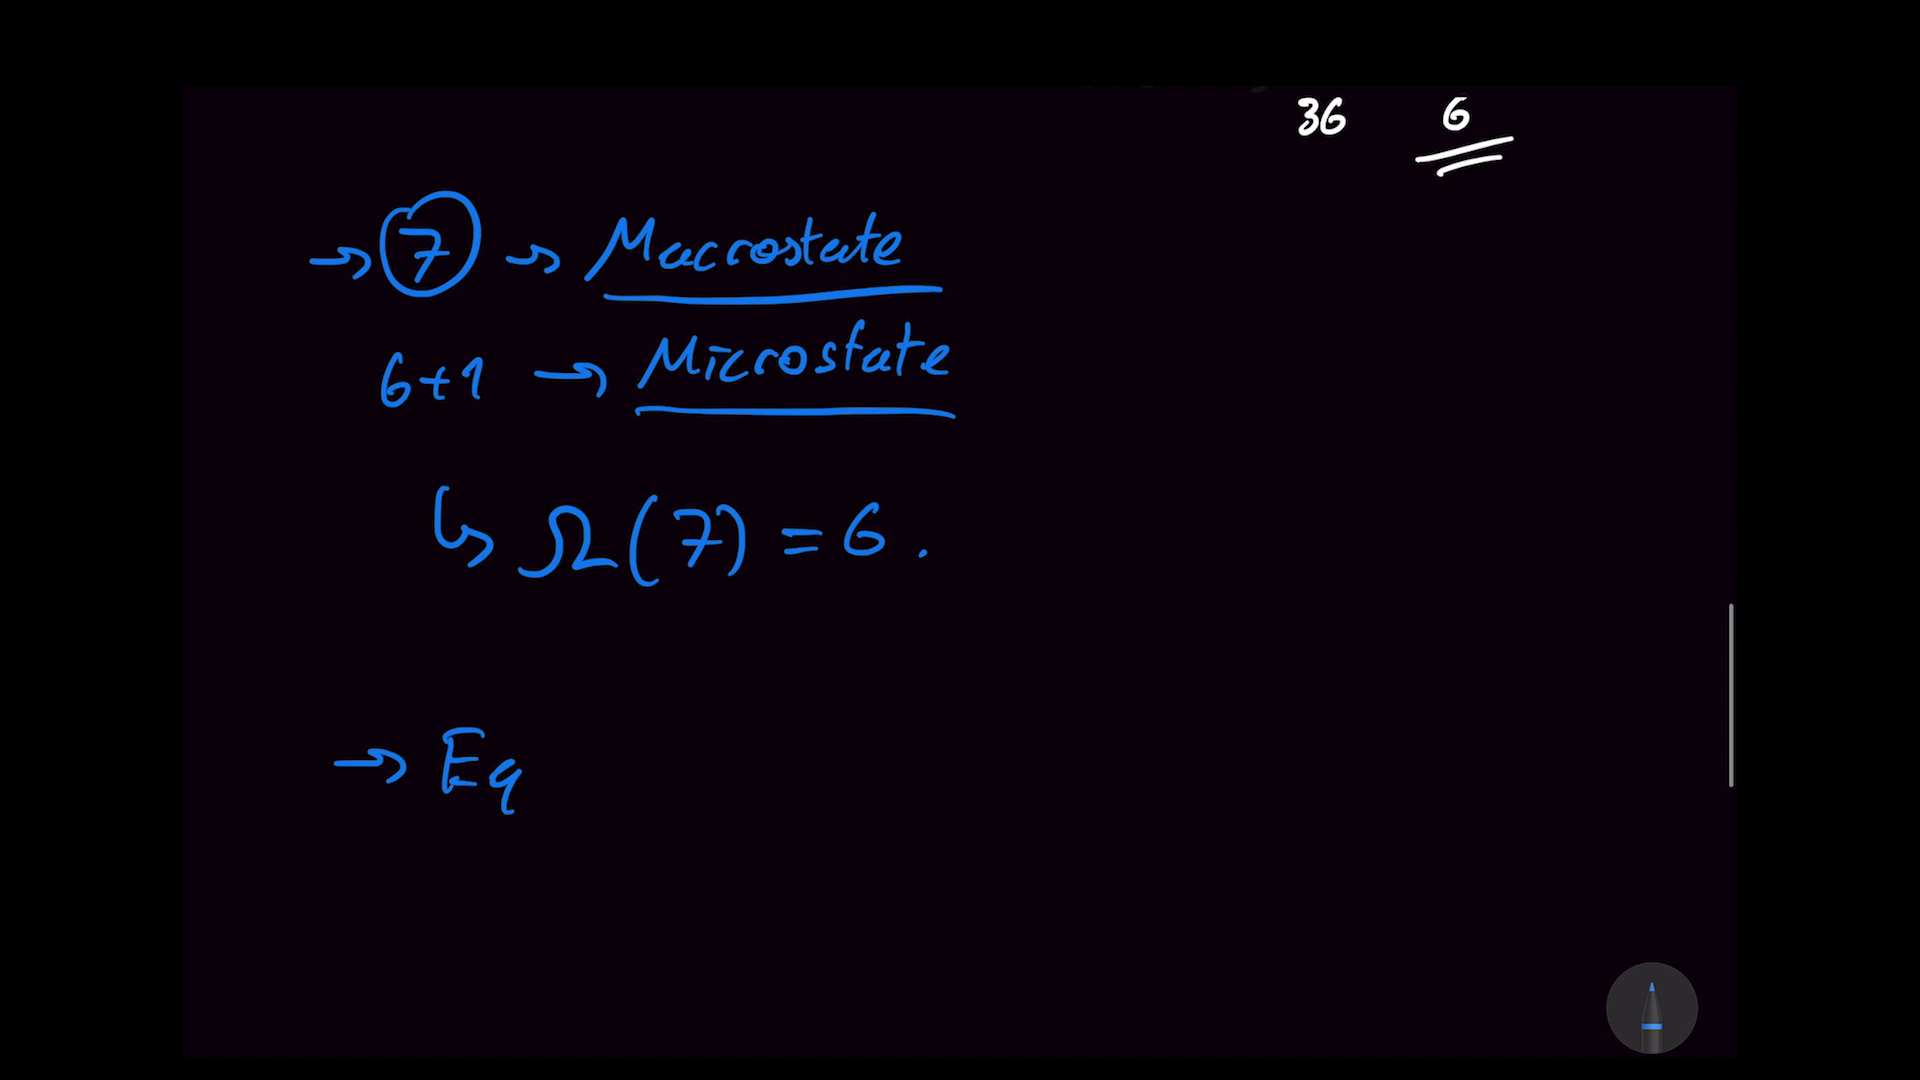 36 6
→ 7 → Macrostate
6+1 → Microstate
↳ Ω(7) = 6.
→ Eq